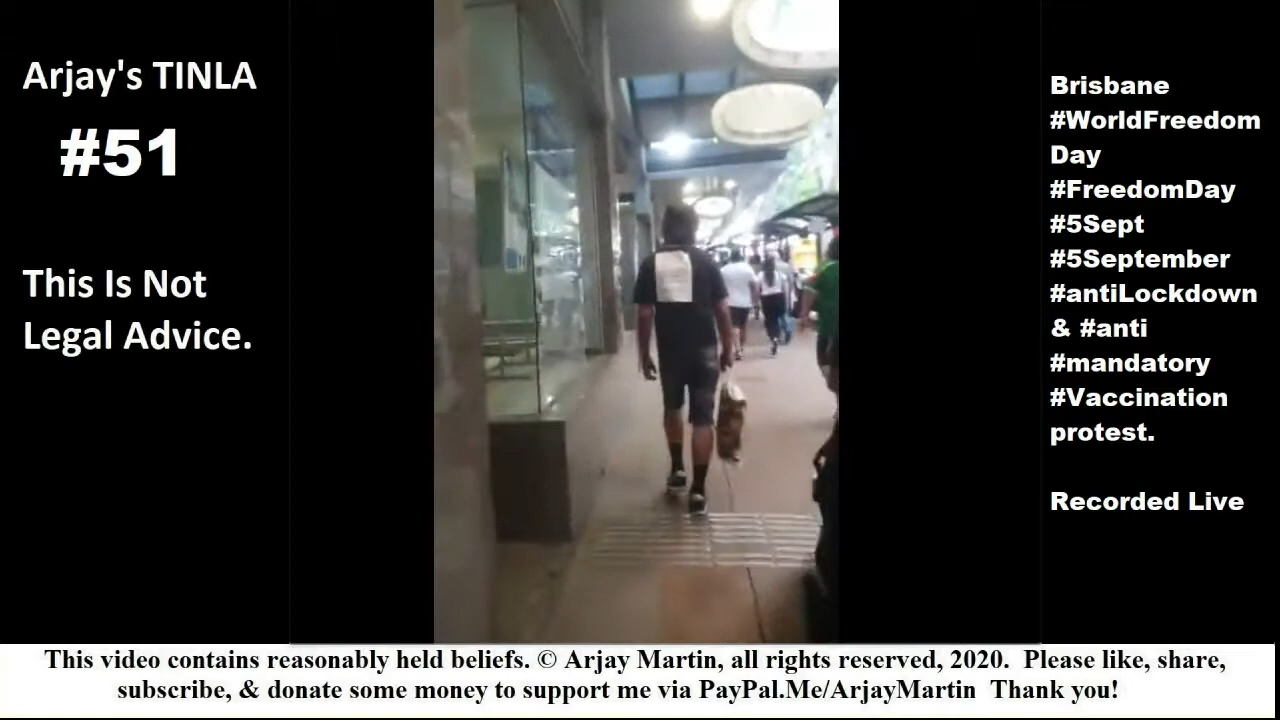 Arjay's TINLA
#51
This Is Not
Legal Advice.
Brisbane
#WorldFreedom
Day
#FreedomDay
#5Sept
#5September
#antiLockdown
& #anti
#mandatory
#Vaccination
protest.
Recorded Live
This video contains reasonably held beliefs. © Arjay Martin, all rights reserved, 2020.  Please like, share,
subscribe, & donate some money to support me via PayPal.Me/ArjayMartin  Thank you!